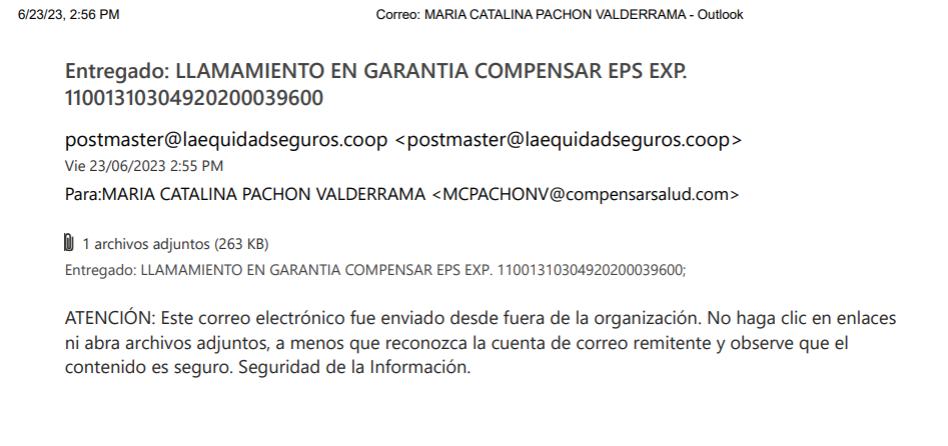 6/23/23, 2:56 PM
Correo: MARIA CATALINA PACHON VALDERRAMA - Outlook
Entregado: LLAMAMIENTO EN GARANTIA COMPENSAR EPS EXP.
11001310304920200039600
postmaster@laequidadseguros.coop <postmaster@laequidadseguros.coop>
Vie 23/06/2023 2:55 PM
Para:MARIA CATALINA PACHON VALDERRAMA <MCPACHONV@compensarsalud.com>
1 archivos adjuntos (263 KB)
Entregado: LLAMAMIENTO EN GARANTIA COMPENSAR EPS EXP. 11001310304920200039600;
ATENCIÓN: Este correo electrónico fue enviado desde fuera de la organización. No haga clic en enlaces
ni abra archivos adjuntos, a menos que reconozca la cuenta de correo remitente y observe que el
contenido es seguro. Seguridad de la Información.